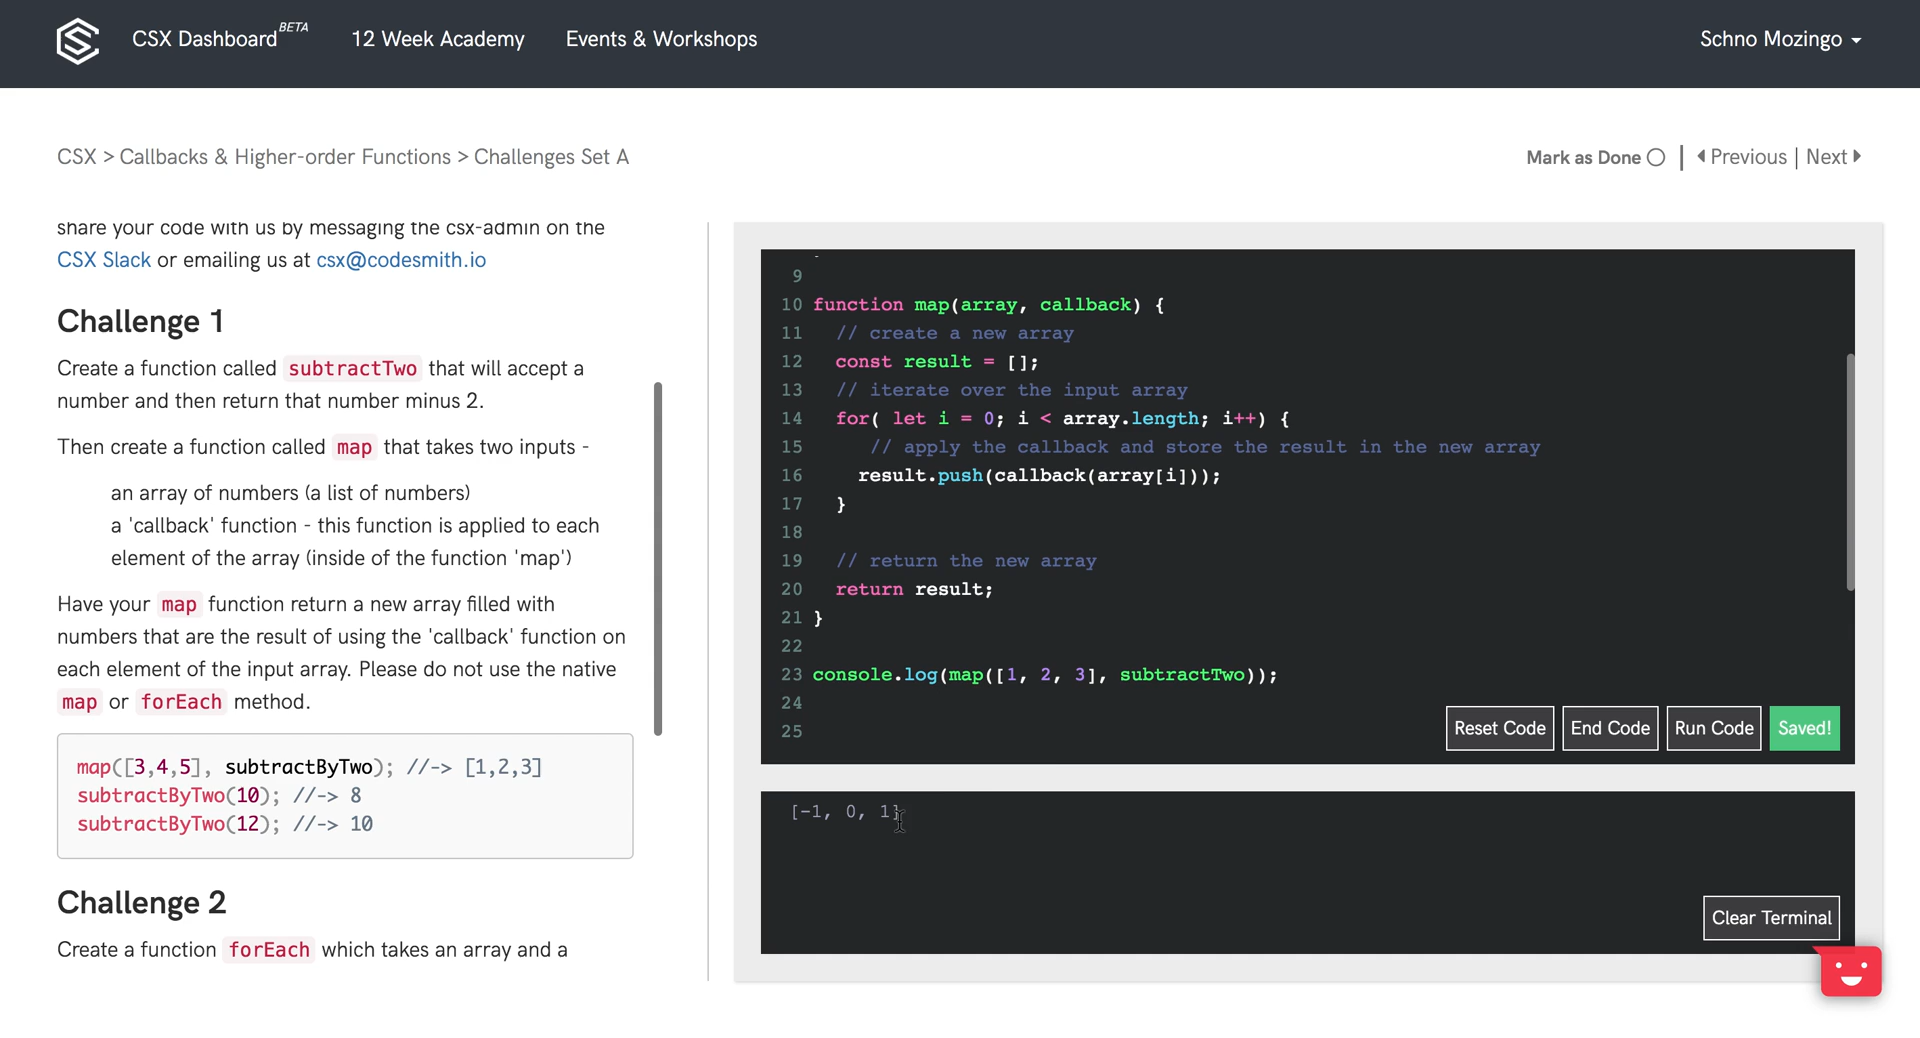 CSX Dashboard BETA
12 Week Academy
Events & Workshops
Schno Mozingo
CSX > Callbacks & Higher-order Functions > Challenges Set A
Mark as Done
Previous | Next
share your code with us by messaging the csx-admin on the
CSX Slack or emailing us at csx@codesmith.io
Challenge 1
Create a function called subtractTwo that will accept a
number and then return that number minus 2.
Then create a function called map that takes two inputs -
an array of numbers (a list of numbers)
a 'callback' function - this function is applied to each
element of the array (inside of the function 'map')
Have your map function return a new array filled with
numbers that are the result of using the 'callback' function on
each element of the input array. Please do not use the native
map or forEach method.
map([3,4,5], subtractByTwo); //-> [1,2,3]
subtractByTwo(10); //-> 8
subtractByTwo(12); //-> 10
Challenge 2
Create a function forEach which takes an array and a
9
10 function map(array, callback) {
11 // create a new array
12 const result = [];
13 // iterate over the input array
14 for( let i = 0; i < array.length; i++) {
15 // apply the callback and store the result in the new array
16 result.push(callback(array[i]));
17 }
18
19 // return the new array
20 return result;
21 }
22
23 console.log(map([1, 2, 3], subtractTwo));
24
25
Reset Code
End Code
Run Code
Saved!
[-1, 0, 1]
Clear Terminal